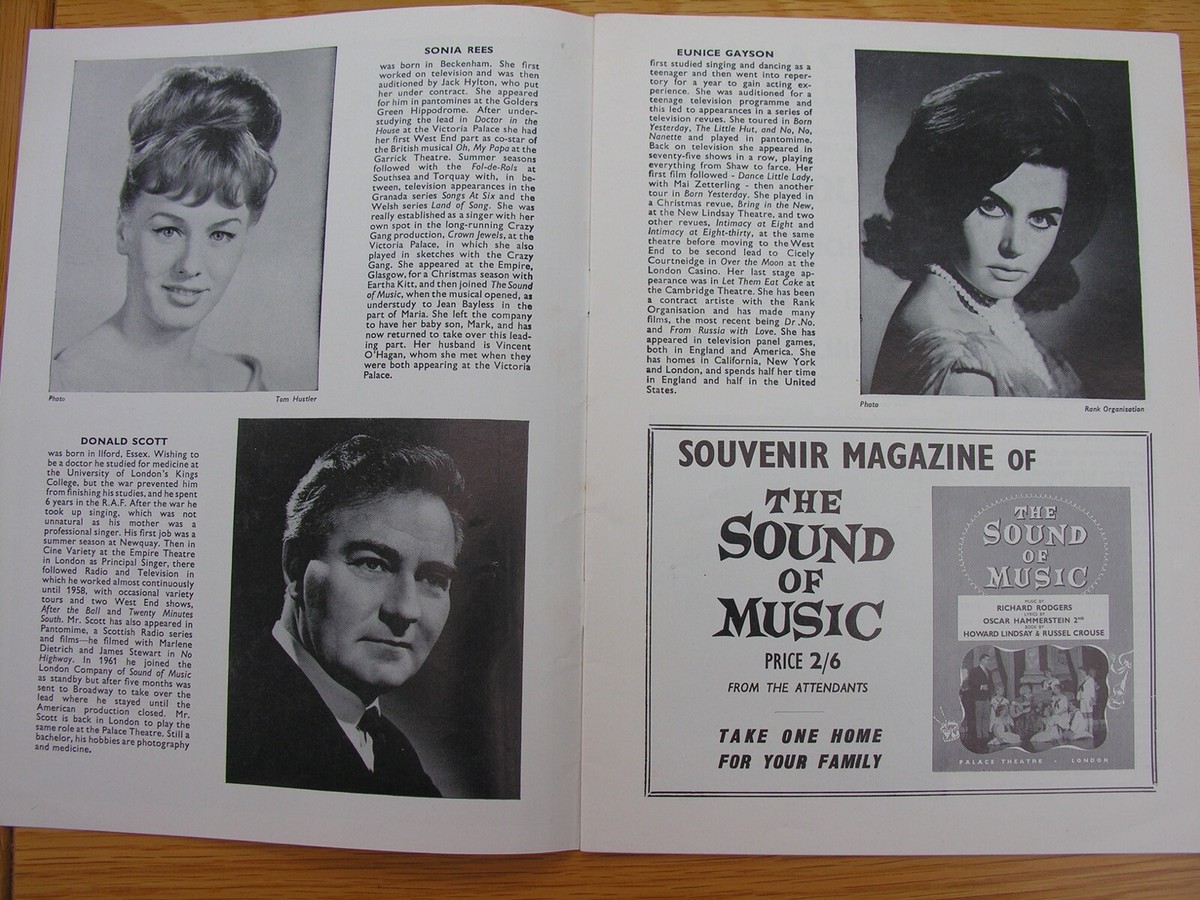 SONIA REES
was born in Beckenham. She first
worked on television and was then
auditioned by Jack Hylton, who put
her under contract. She appeared
for him in pantomines at the Golders
Green Hippodrome. After under-
studying the lead in Doctor in the
House at the Victoria Palace she had
her first West End part as co-star of
the British musical Oh, My Papa at the
Garrick Theatre. Summer seasons
followed with the Fol-de-Rols at
Southsea and Torquay with, in be-
tween, television appearances in the
Granada series Songs At Six and the
Welsh series Land of Song. She was
really established as a singer with her
own spot in the long-running Crazy
Gang production, Crown Jewels, at the
Victoria Palace, in which she also
played in sketches with the Crazy
Gang. She appeared at the Empire,
Glasgow, for a Christmas season with
Eartha Kitt, and then joined The Sound
of Music, when the musical opened, as
understudy to Jean Bayless in the
part of Maria. She left the company
to have her baby son, Mark, and has
now returned to take over this lead-
ing part. Her husband is Vincent
O'Hagan, whom she met when they
were both appearing at the Victoria
Palace.
Photo Tom Hustler
DONALD SCOTT
was born in Ilford, Essex. Wishing to
be a doctor he studied for medicine at
the University of London's Kings
College, but the war prevented him
from finishing his studies, and he spent
6 years in the R.A.F. After the war he
took up singing, which was not
unnatural as his mother was a
professional singer. His first job was a
summer season at Newquay. Then in
Cine Variety at the Empire Theatre
in London as Principal Singer, there
followed Radio and Television in
which he worked almost continuously
until 1958, with occasional variety
tours and two West End shows,
After the Ball and Twenty Minutes
South. Mr. Scott has also appeared in
Pantomime, a Scottish Radio series
and films—he filmed with Marlene
Dietrich and James Stewart in No
Highway. In 1961 he joined the
London Company of Sound of Music
as standby but after five months was
sent to Broadway to take over the
lead where he stayed until the
American production closed. Mr.
Scott is back in London to play the
same role at the Palace Theatre. Still a
bachelor, his hobbies are photography
and medicine.
EUNICE GAYSON
first studied singing and dancing as a
teenager and then went into reper-
tory for a year to gain acting ex-
perience. She was auditioned for a
teenage television programme and
this led to appearances in a series of
television revues. She toured in Born
Yesterday, The Little Hut, and No, No,
Nanette and played in pantomime.
Back on television she appeared in
seventy-five shows in a row, playing
everything from Shaw to farce. Her
first film followed - Dance Little Lady,
with Mai Zetterling - then another
tour in Born Yesterday. She played in
a Christmas revue, Bring in the New,
at the New Lindsay Theatre, and two
other revues, Intimacy at Eight and
Intimacy at Eight-thirty, at the same
theatre before moving to the West
End to be second lead to Cicely
Courtneidge in Over the Moon at the
London Casino. Her last stage ap-
pearance was in Let Them Eat Cake at
the Cambridge Theatre. She has been
a contract artiste with the Rank
Organisation and has made many
films, the most recent being Dr. No.
and From Russia with Love. She has
appeared in television panel games,
both in England and America. She
has homes in California, New York
and London, and spends half her time
in England and half in the United
States.
Photo Rank Organisation
SOUVENIR MAGAZINE OF
THE
SOUND
OF
MUSIC
PRICE 2/6
FROM THE ATTENDANTS
TAKE ONE HOME
FOR YOUR FAMILY
THE
SOUND
OF
MUSIC
MUSIC BY
RICHARD RODGERS
LYRICS BY
OSCAR HAMMERSTEIN 2ND
BOOK BY
HOWARD LINDSAY & RUSSEL CROUSE
PALACE THEATRE · LONDON